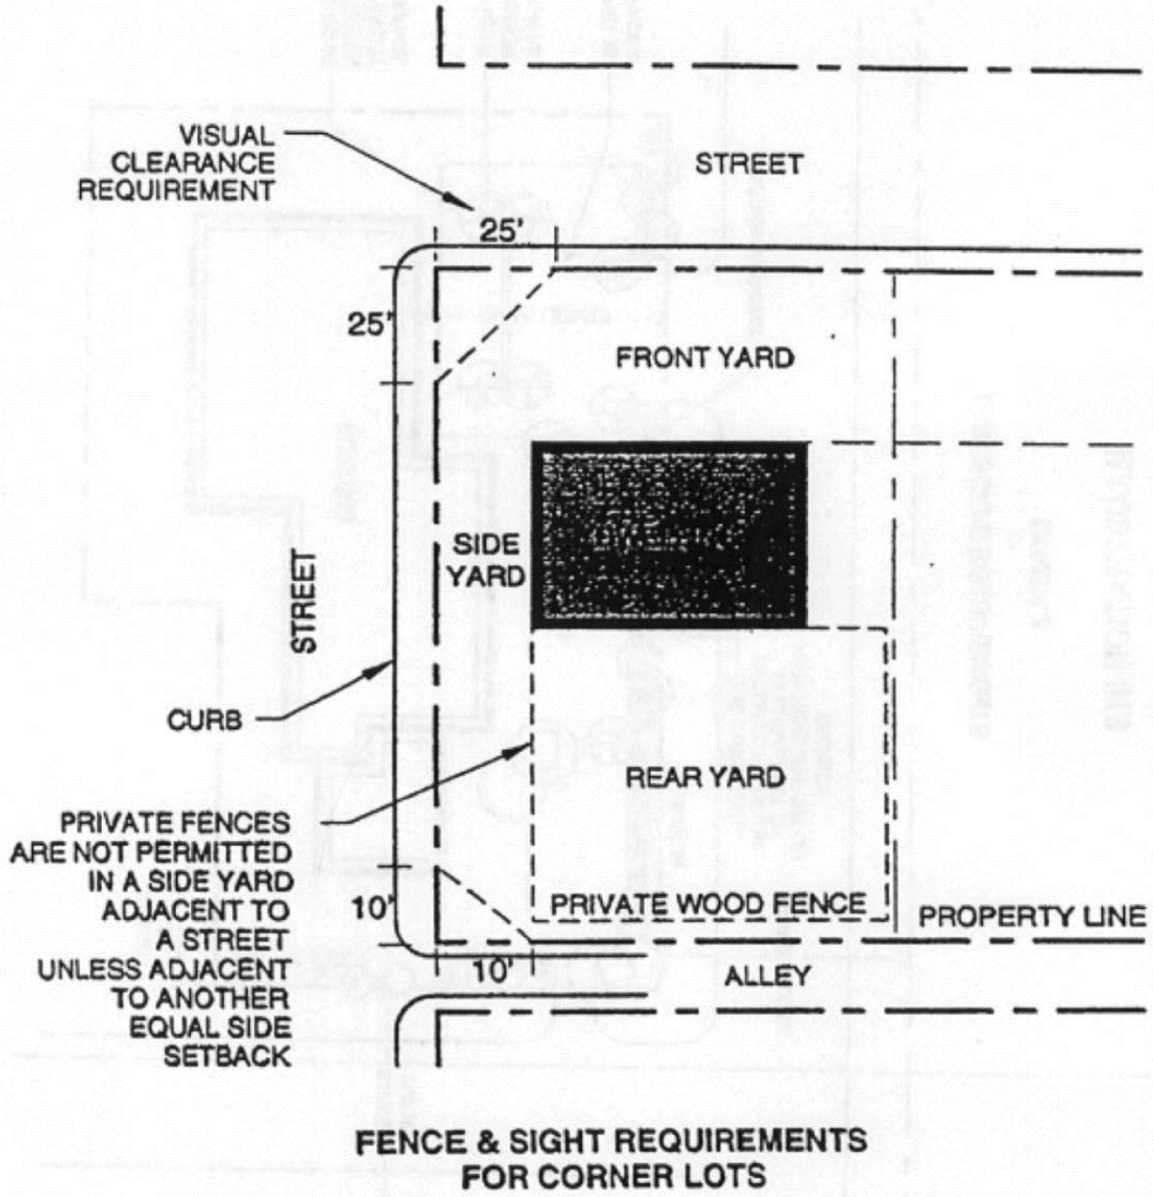 VISUAL
CLEARANCE
REQUIREMENT
STREET
25'
25'
FRONT YARD
SIDE
YARD
STREET
CURB
REAR YARD
PRIVATE FENCES
ARE NOT PERMITTED
IN A SIDE YARD
ADJACENT TO
A STREET
UNLESS ADJACENT
TO ANOTHER
EQUAL SIDE
SETBACK
10'
PRIVATE WOOD FENCE
PROPERTY LINE
10'
ALLEY
FENCE & SIGHT REQUIREMENTS
FOR CORNER LOTS